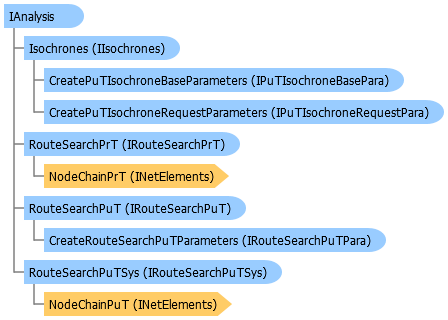 IAnalysis
Isochrones (IIsochrones)
CreatePuTIsochroneBaseParameters (IPuTIsochroneBasePara)
CreatePuTIsochroneRequestParameters (IPuTIsochroneRequestPara)
RouteSearchPrT (IRouteSearchPrT)
NodeChainPrT (INetElements)
RouteSearchPuT (IRouteSearchPuT)
CreateRouteSearchPuTParameters (IRouteSearchPuTPara)
RouteSearchPuTSys (IRouteSearchPuTSys)
NodeChainPuT (INetElements)